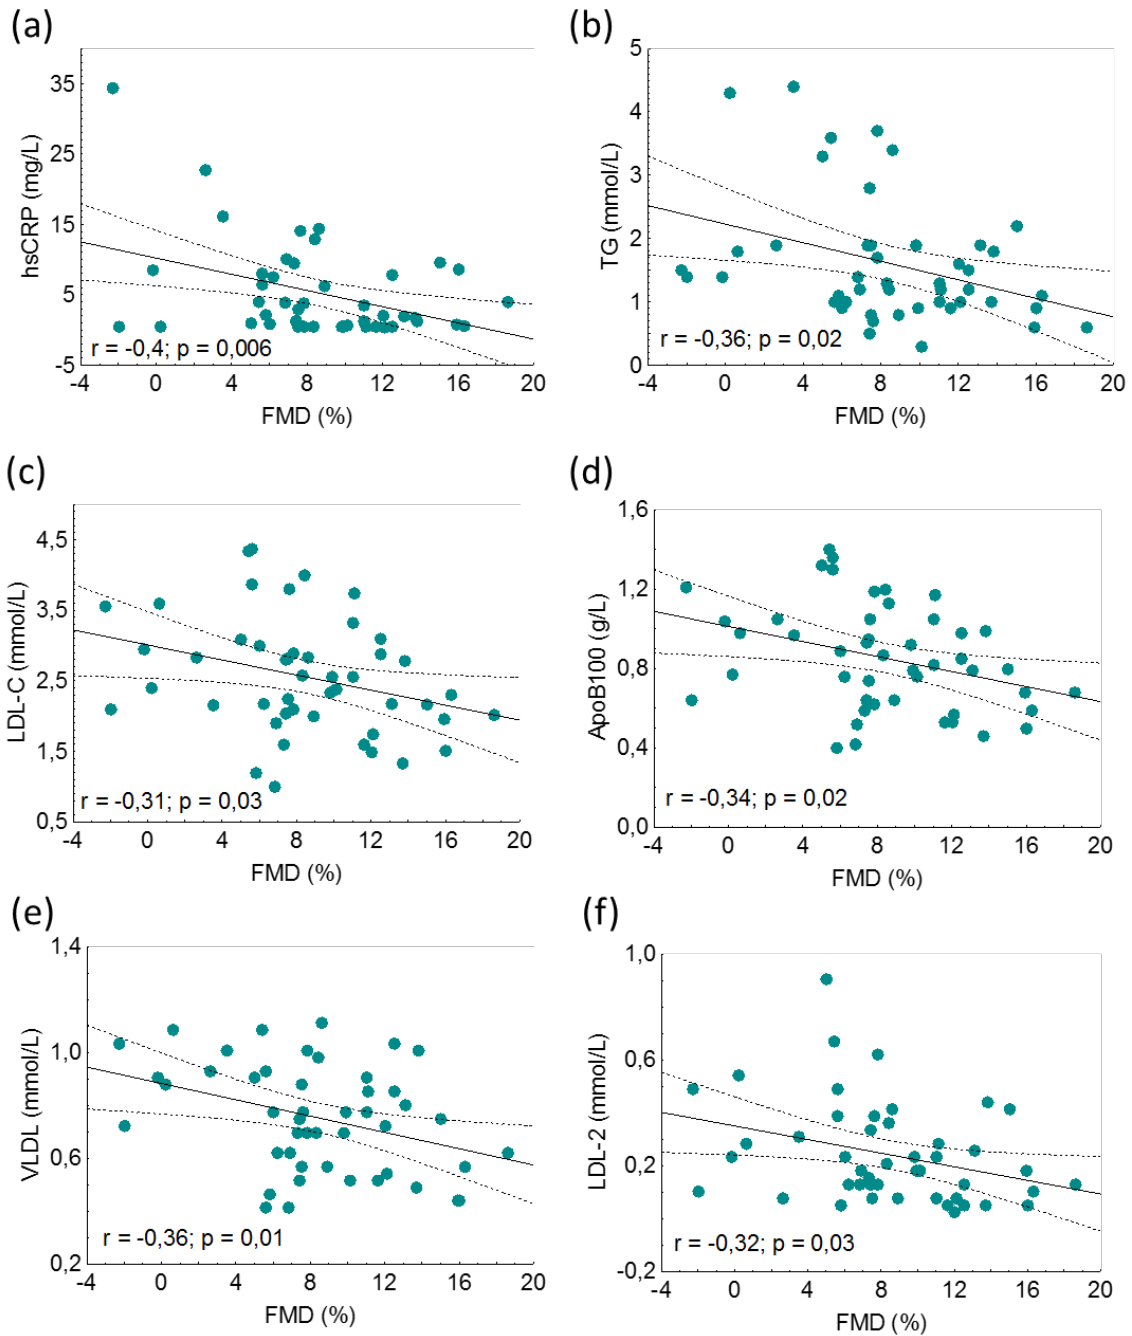 (a)
35
25
15
5
-5
hsCRP (mg/L)
r = -0,4; p = 0,006
-4 0 4 8 12 16 20
FMD (%)
(b)
5
4
3
2
1
0
TG (mmol/L)
r = -0,36; p = 0,02
-4 0 4 8 12 16 20
FMD (%)
(c)
4,5
3,5
2,5
1,5
0,5
LDL-C (mmol/L)
r = -0,31; p = 0,03
-4 0 4 8 12 16 20
FMD (%)
(d)
1,6
1,2
0,8
0,4
0,0
ApoB100 (g/L)
r = -0,34; p = 0,02
-4 0 4 8 12 16 20
FMD (%)
(e)
1,4
1,0
0,6
0,2
VLDL (mmol/L)
r = -0,36; p = 0,01
-4 0 4 8 12 16 20
FMD (%)
(f)
1,0
0,6
0,2
-0,2
LDL-2 (mmol/L)
r = -0,32; p = 0,03
-4 0 4 8 12 16 20
FMD (%)